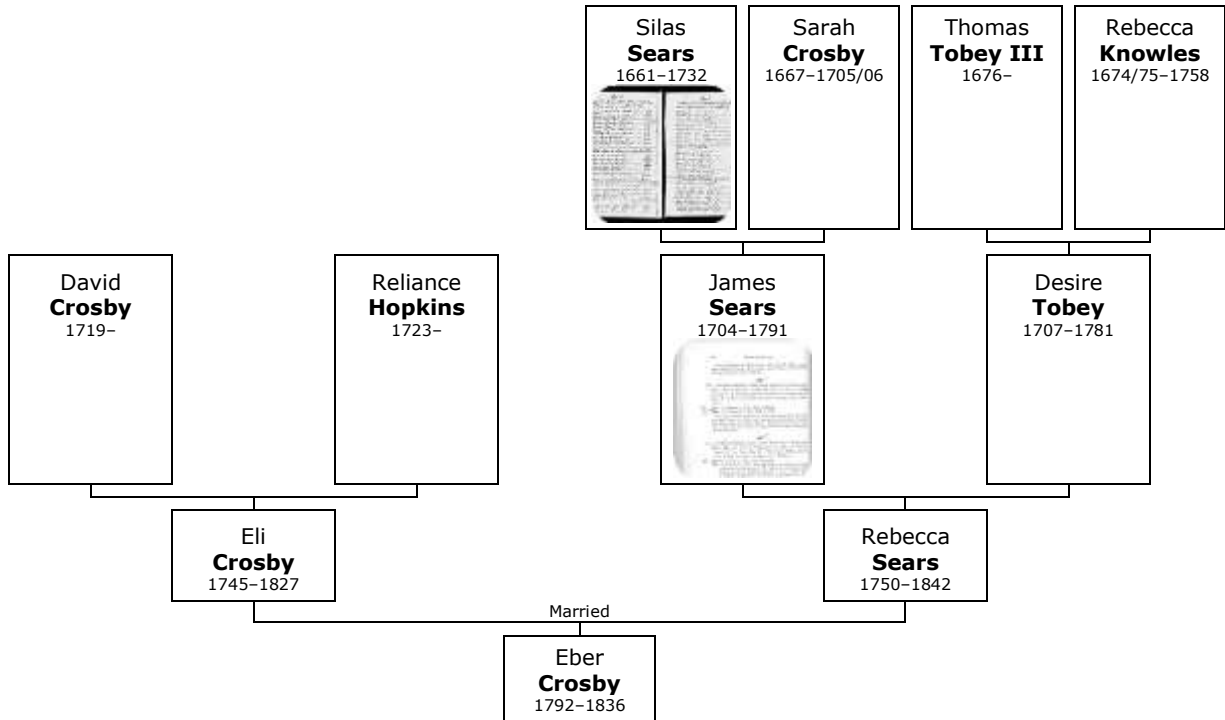 Silas
Sears
1661–1732
Sarah
Crosby
1667–1705/06
Thomas
Tobey III
1676–
Rebecca
Knowles
1674/75–1758
David
Crosby
1719–
Reliance
Hopkins
1723–
James
Sears
1704–1791
Desire
Tobey
1707–1781
Eli
Crosby
1745–1827
Rebecca
Sears
1750–1842
Married
Eber
Crosby
1792–1836